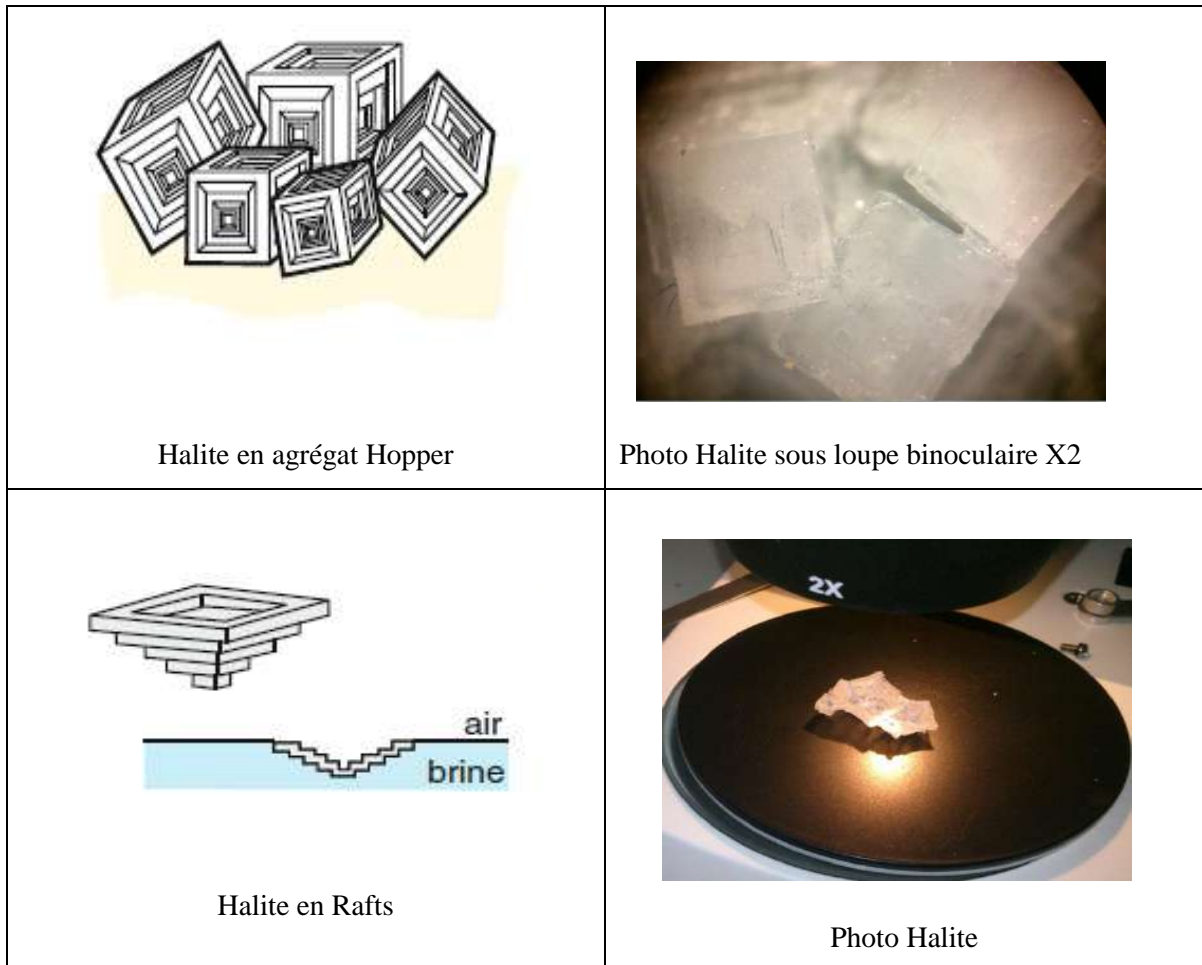 Halite en agrégat Hopper
Photo Halite sous loupe binoculaire X2
air
brine
Halite en Rafts
2X
Photo Halite